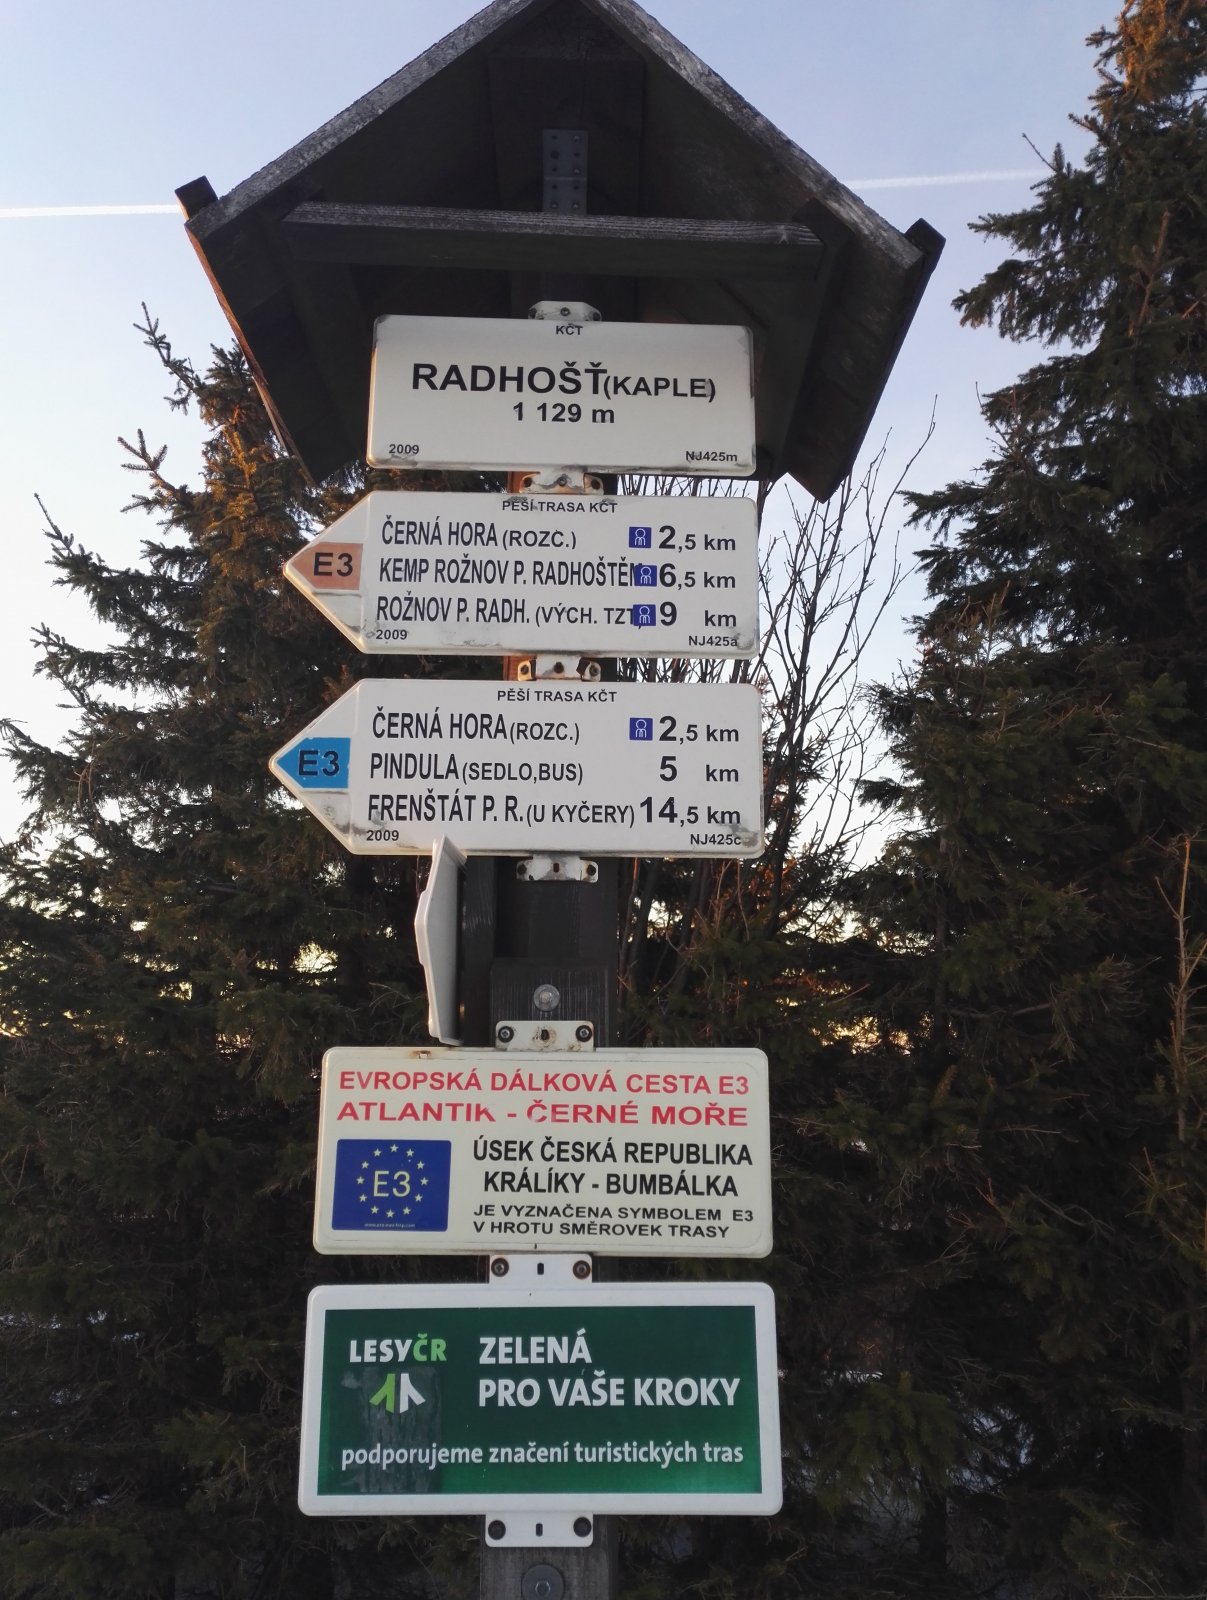 KČT
RADHOŠŤ(KAPLE)
1 129 m
2009 NJ425m
PĚŠÍ TRASA KČT
ČERNÁ HORA (ROZC.) 2,5 km
E3
KEMP ROŽNOV P. RADHOŠTĚM 6,5 km
ROŽNOV P. RADH. (VÝCH. TZT) 9 km
2009 NJ425a
PĚŠÍ TRASA KČT
ČERNÁ HORA (ROZC.) 2,5 km
E3
PINDULA (SEDLO,BUS) 5 km
FRENŠTÁT P. R. (U KYČERY) 14,5 km
2009 NJ425c
EVROPSKÁ DÁLKOVÁ CESTA E3
ATLANTIK - ČERNÉ MOŘE
E3
ÚSEK ČESKÁ REPUBLIKA
KRÁLÍKY - BUMBÁLKA
JE VYZNAČENA SYMBOLEM E3
V HROTU SMĚROVEK TRASY
LESYČR
ZELENÁ
PRO VAŠE KROKY
podporujeme značení turistických tras